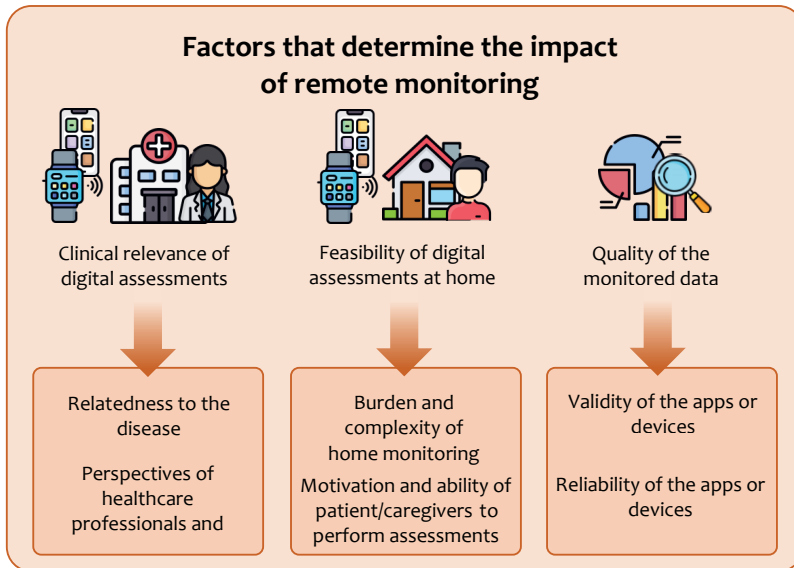 Factors that determine the impact
of remote monitoring
Clinical relevance of
digital assessments
Feasibility of digital
assessments at home
Quality of the
monitored data
Relatedness to the
disease
Perspectives of
healthcare
professionals and
Burden and
complexity of
home monitoring
Motivation and ability of
patient/caregivers to
perform assessments
Validity of the apps or
devices
Reliability of the apps or
devices